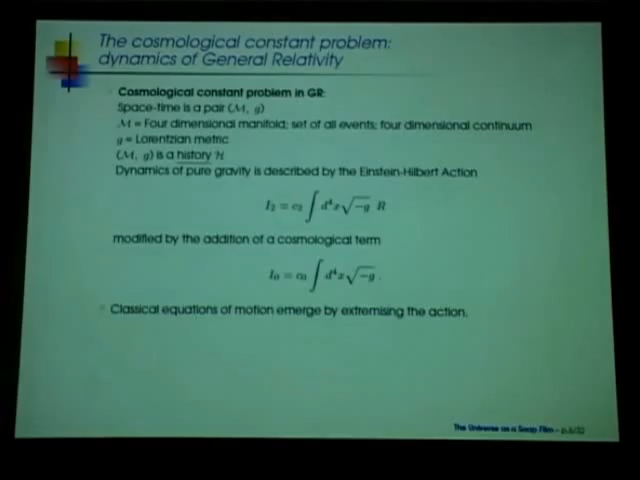 The cosmological constant problem:
dynamics of General Relativity
Cosmological constant problem in GR:
Space-time is a pair (M, g)
M = Four dimensional manifold; set of all events; four dimensional continuum
g = Lorentzian metric
(M, g) is a history H
Dynamics of pure gravity is described by the Einstein-Hilbert Action
I₂ = c₂ ∫ d⁴x √−g R
modified by the addition of a cosmological term
I₀ = c₀ ∫ d⁴x √−g .
Classical equations of motion emerge by extremising the action.
The Universe as a Soap Film – p.